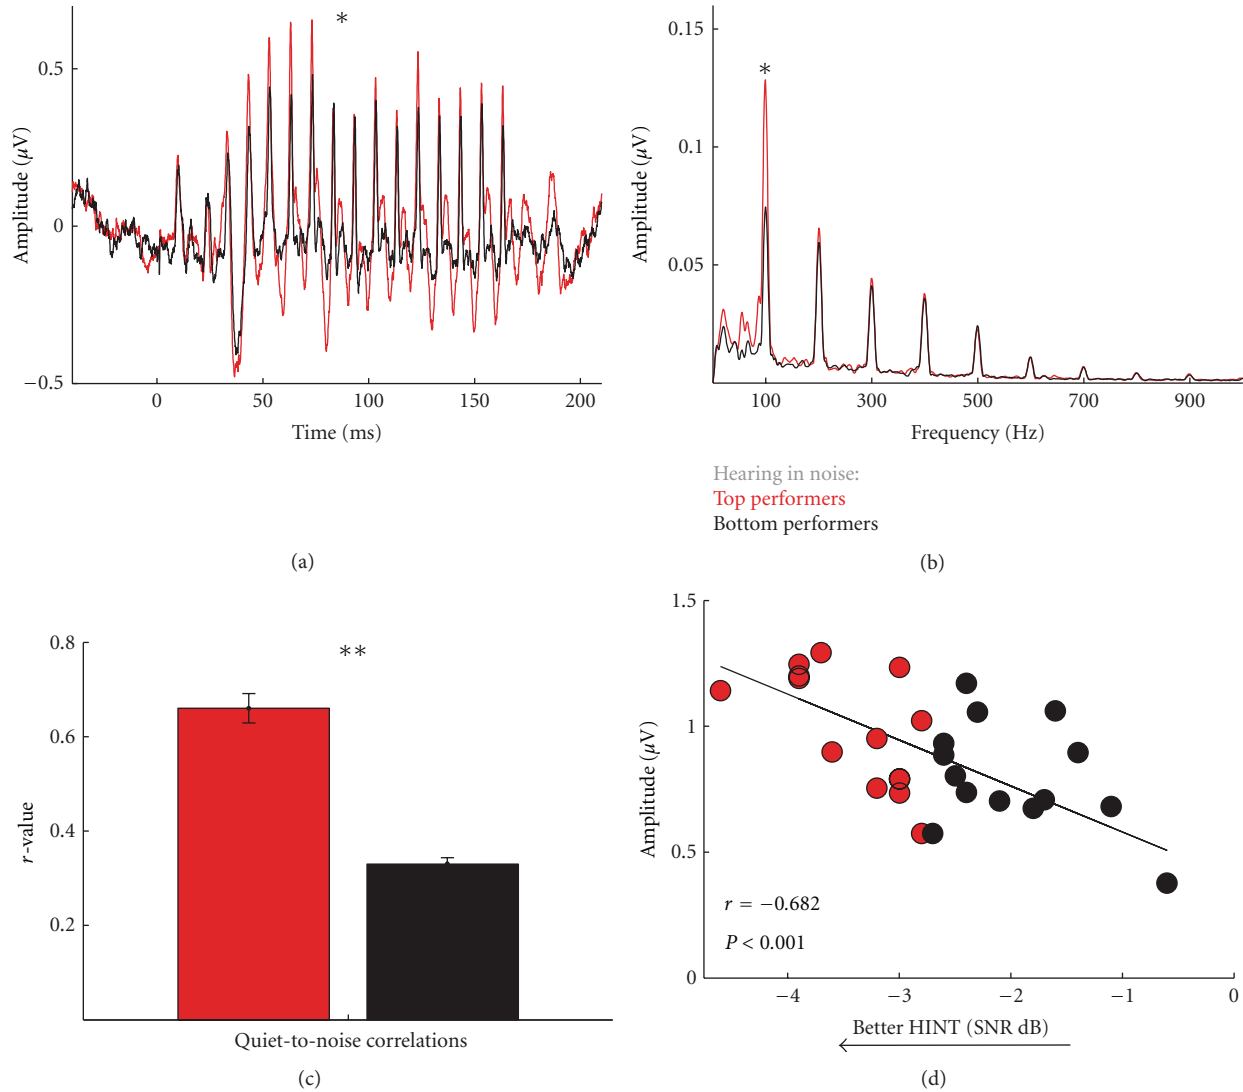 *
0.5
0
−0.5
Amplitude (μV)
0
50
100
150
200
Time (ms)
(a)
*
0.15
0.1
0.05
Amplitude (μV)
100
300
500
700
900
Frequency (Hz)
Hearing in noise:
Top performers
Bottom performers
(b)
0.8
0.6
0.4
0.2
r-value
**
Quiet-to-noise correlations
(c)
1.5
1
0.5
0
Amplitude (μV)
r = −0.682
P < 0.001
−4
−3
−2
−1
0
Better HINT (SNR dB)
(d)